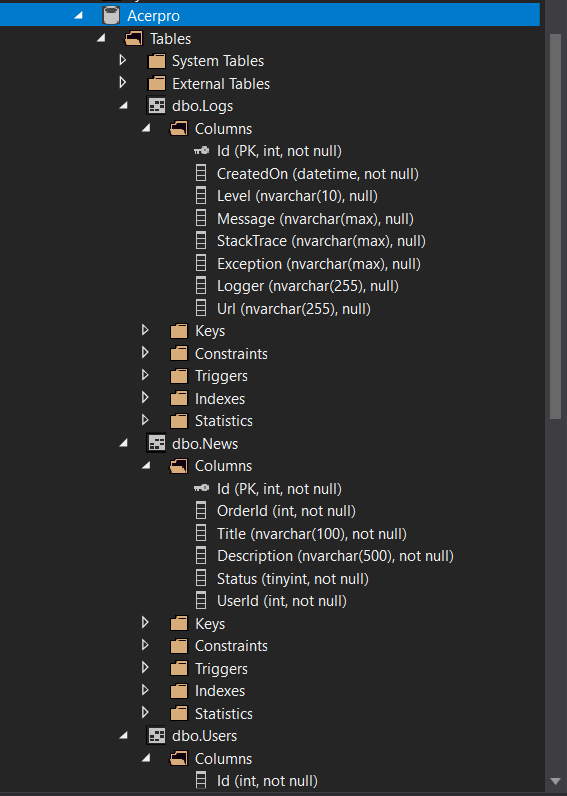 Acerpro
Tables
System Tables
External Tables
dbo.Logs
Columns
Id (PK, int, not null)
CreatedOn (datetime, not null)
Level (nvarchar(10), null)
Message (nvarchar(max), null)
StackTrace (nvarchar(max), null)
Exception (nvarchar(max), null)
Logger (nvarchar(255), null)
Url (nvarchar(255), null)
Keys
Constraints
Triggers
Indexes
Statistics
dbo.News
Columns
Id (PK, int, not null)
OrderId (int, not null)
Title (nvarchar(100), not null)
Description (nvarchar(500), not null)
Status (tinyint, not null)
UserId (int, not null)
Keys
Constraints
Triggers
Indexes
Statistics
dbo.Users
Columns
Id (int, not null)